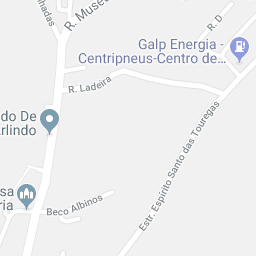 nhadas
R. Museu
R. D
Galp Energia -
Centripneus-Centro de...
R. Ladeira
do De
rlindo
Estr. Espírito Santo das Touregas
sa
ria
Beco Albinos